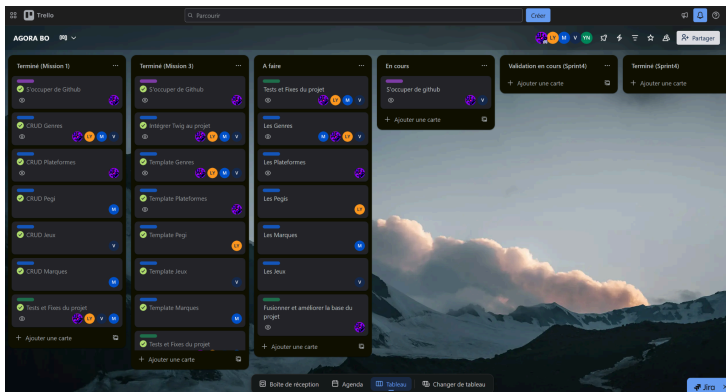 Trello
Parcourir
Créer
AGORA BO
LY
M
V
YN
Partager
Terminé (Mission 1)
S'occuper de Github
CRUD Genres
LY M V
CRUD Plateformes
CRUD Pegi
M
CRUD Jeux
V
CRUD Marques
M
Tests et Fixes du projet
LY V M
+ Ajouter une carte
Terminé (Mission 3)
S'occuper de Github
Intégrer Twig au projet
LY M V
Template Genres
LY M V
Template Plateformes
Template Pegi
LY
Template Jeux
V
Template Marques
M
Tests et Fixes du projet
+ Ajouter une carte
A faire
Tests et Fixes du projet
LY M V
Les Genres
M LY V
Les Plateformes
Les Pegis
LY
Les Marques
M
Les Jeux
V
Fusionner et améliorer la base du
projet
+ Ajouter une carte
En cours
S'occuper de github
V
+ Ajouter une carte
Validation en cours (Sprint4)
+ Ajouter une carte
Terminé (Sprint4)
+ Ajouter une carte
Boîte de réception
Agenda
Tableau
Changer de tableau
Jira